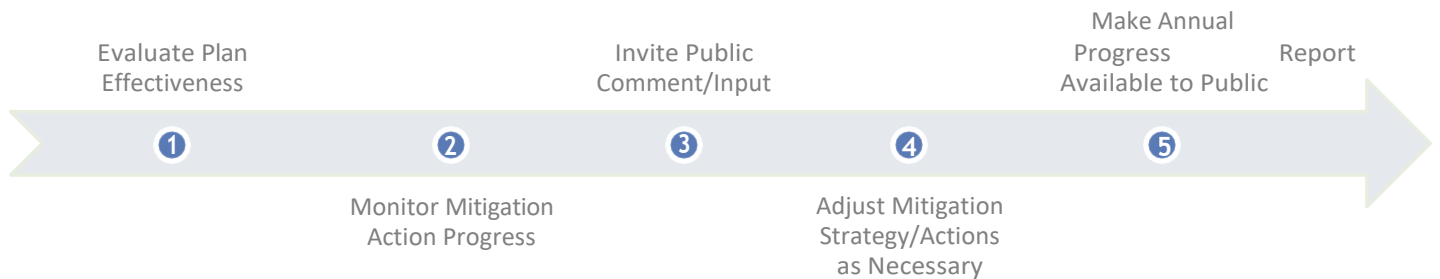 Evaluate Plan
Effectiveness
1
Monitor Mitigation
Action Progress
2
Invite Public
Comment/Input
3
Adjust Mitigation
Strategy/Actions
as Necessary
4
Make Annual
Progress Report
Available to Public
5